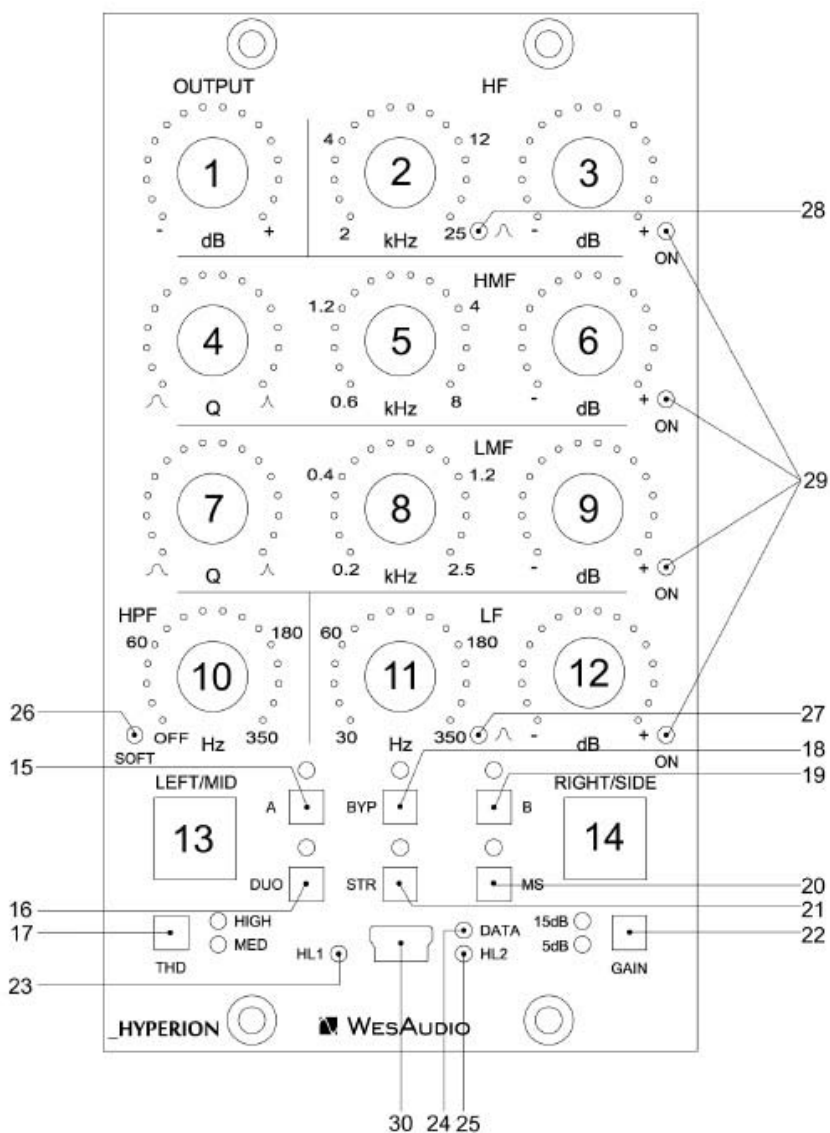 OUTPUT HF
4 12
1 2 3
28
- dB + 2 kHz 25 - dB +
ON
HMF
1.2 4
4 5 6
Q 0.6 kHz 8 - dB +
ON
LMF
29
0.4 1.2
7 8 9
Q 0.2 kHz 2.5 - dB +
ON
HPF LF
60 180 60 180
10 11 12
26 27
OFF Hz 350 30 Hz 350 - dB +
SOFT ON
18
15 LEFT/MID RIGHT/SIDE
19
A BYP B
13 14
DUO STR MS 20
16 21
17 HIGH DATA 15dB 22
MED HL1 HL2 5dB
THD GAIN
23
_HYPERION WESAUDIO
30 24 25